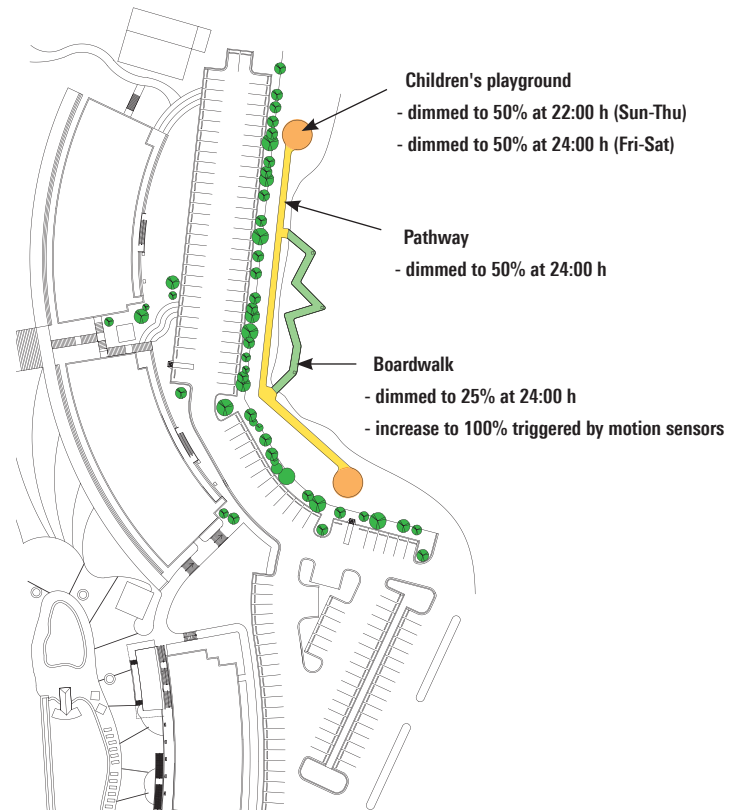 Children's playground
- dimmed to 50% at 22:00 h (Sun-Thu)
- dimmed to 50% at 24:00 h (Fri-Sat)
Pathway
- dimmed to 50% at 24:00 h
Boardwalk
- dimmed to 25% at 24:00 h
- increase to 100% triggered by motion sensors